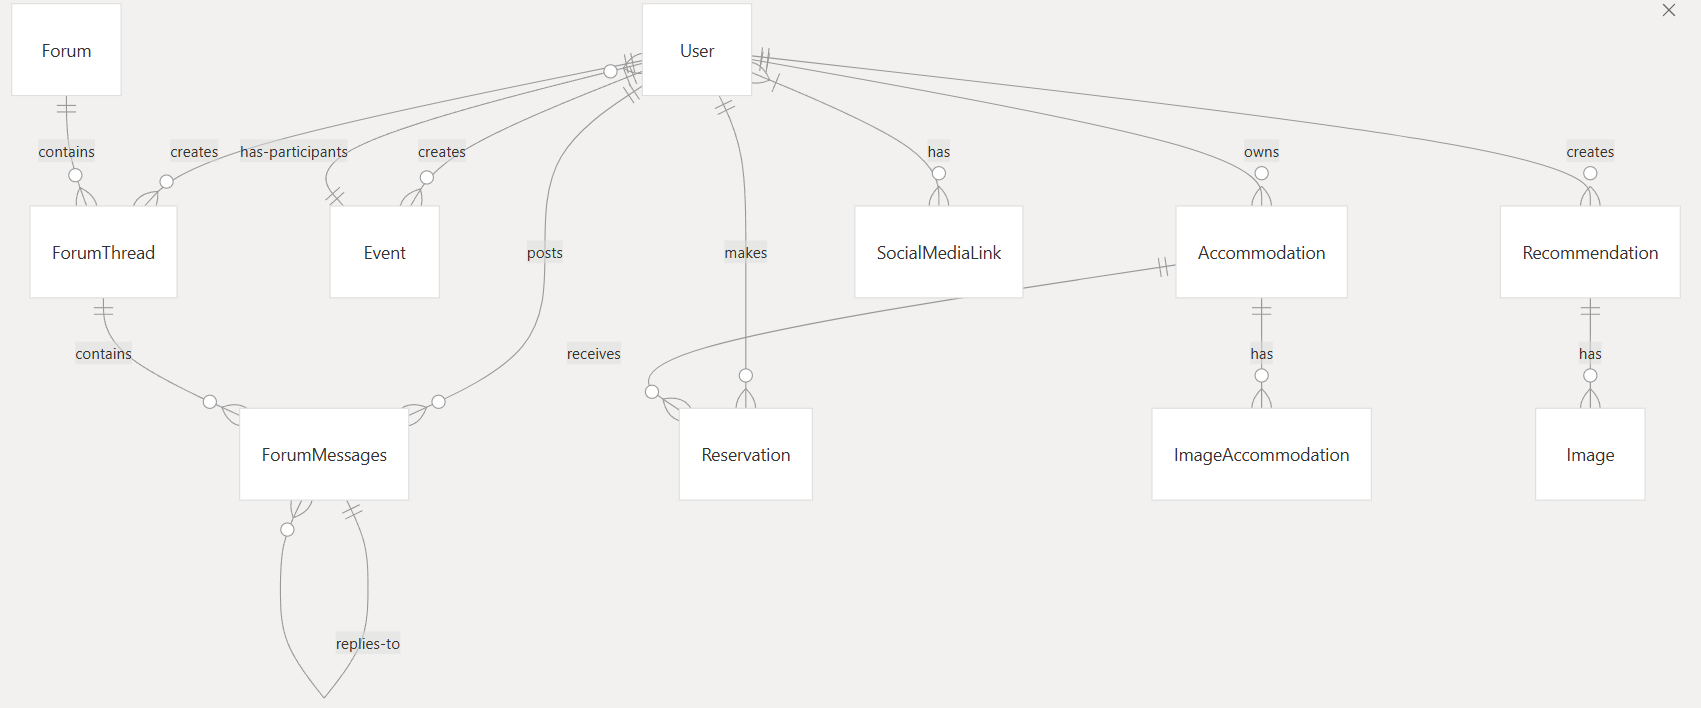 Forum
User
contains
creates
has-participants
creates
has
owns
creates
ForumThread
Event
posts
makes
SocialMediaLink
Accommodation
Recommendation
contains
receives
has
has
ForumMessages
Reservation
ImageAccommodation
Image
replies-to